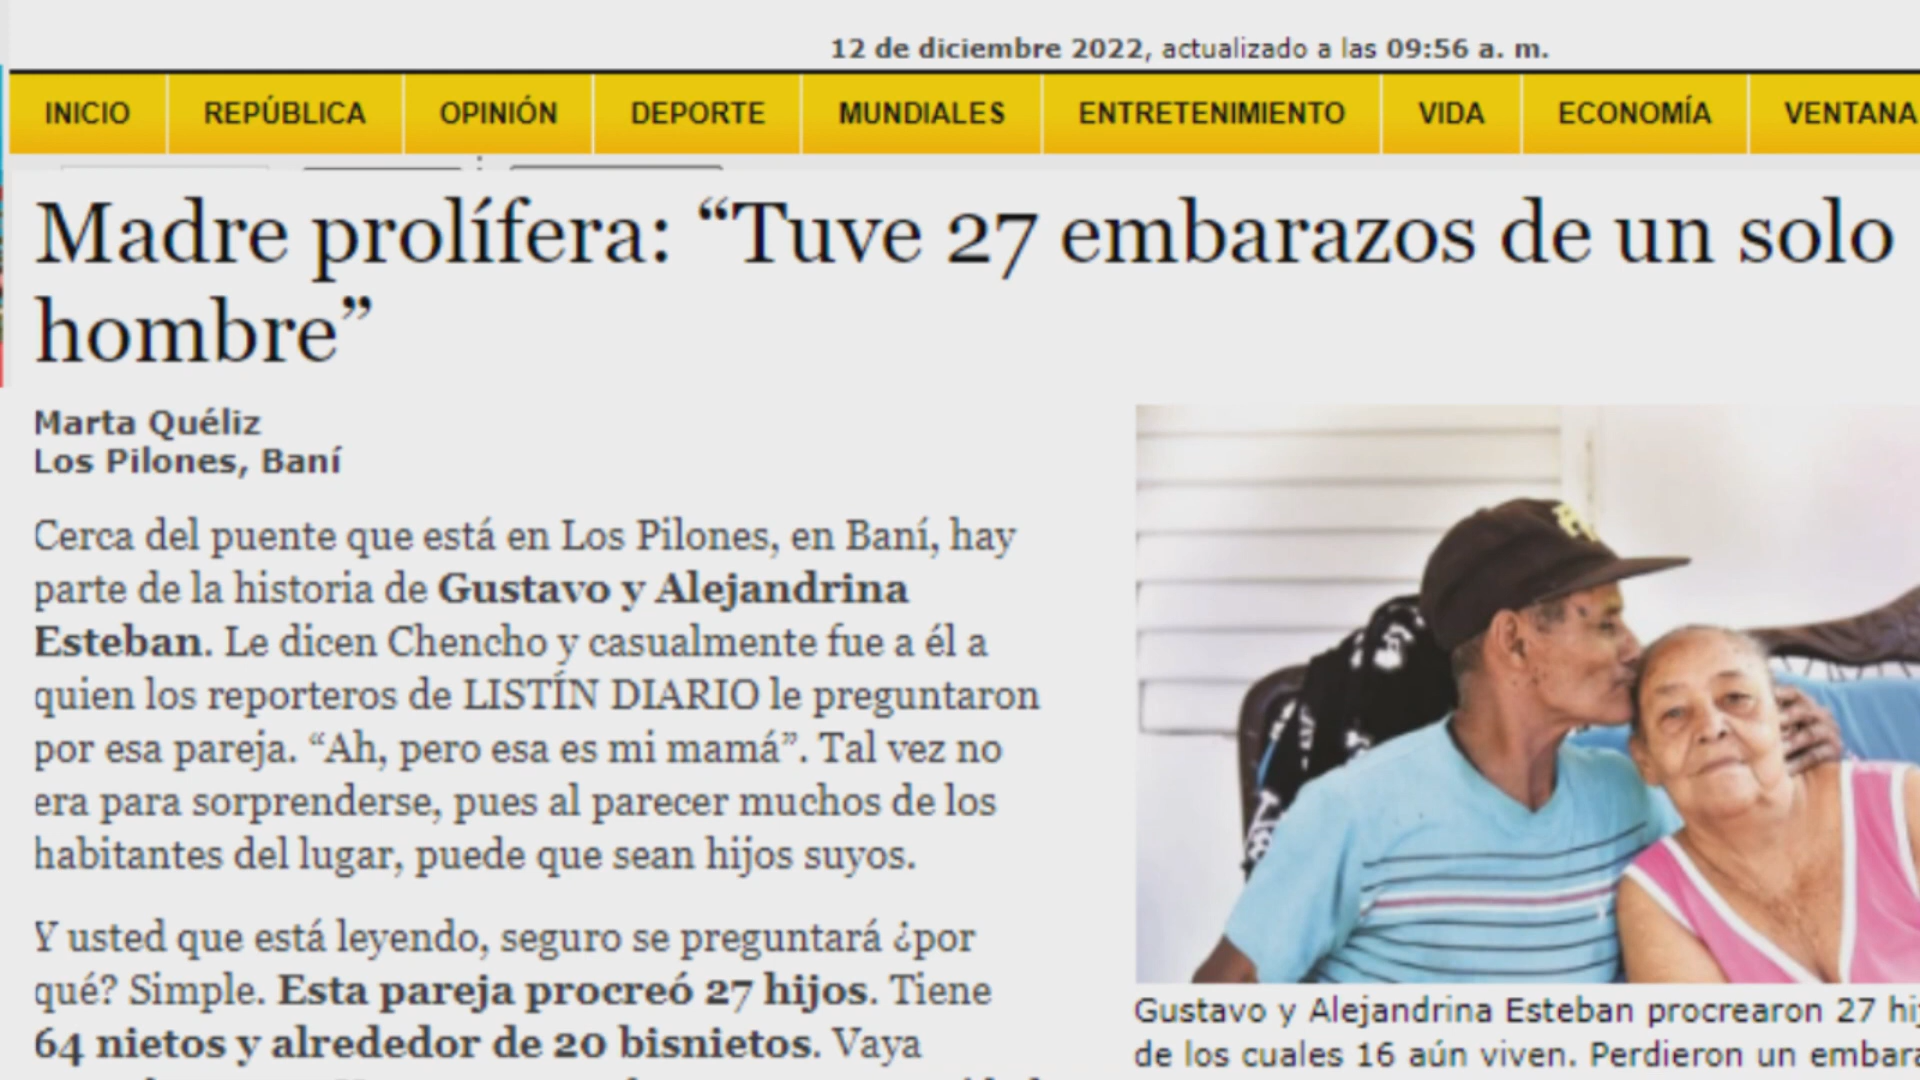 12 de diciembre 2022, actualizado a las 09:56 a. m.
INICIO REPÚBLICA OPINIÓN DEPORTE MUNDIALES ENTRETENIMIENTO VIDA ECONOMÍA VENTANA
Madre prolífera: “Tuve 27 embarazos de un solo
hombre”
Marta Quéliz
Los Pilones, Baní
Cerca del puente que está en Los Pilones, en Baní, hay
parte de la historia de Gustavo y Alejandrina
Esteban. Le dicen Chencho y casualmente fue a él a
quien los reporteros de LISTÍN DIARIO le preguntaron
por esa pareja. “Ah, pero esa es mi mamá”. Tal vez no
era para sorprenderse, pues al parecer muchos de los
habitantes del lugar, puede que sean hijos suyos.
Y usted que está leyendo, seguro se preguntará ¿por
qué? Simple. Esta pareja procreó 27 hijos. Tiene
64 nietos y alrededor de 20 bisnietos. Vaya
Gustavo y Alejandrina Esteban procrearon 27
de los cuales 16 aún viven. Perdieron un